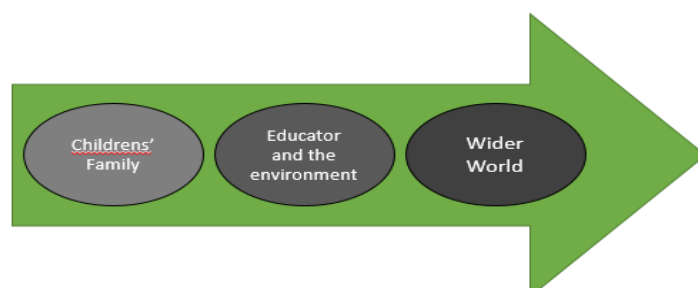 Childrens'
Family
Educator
and the
environment
Wider
World